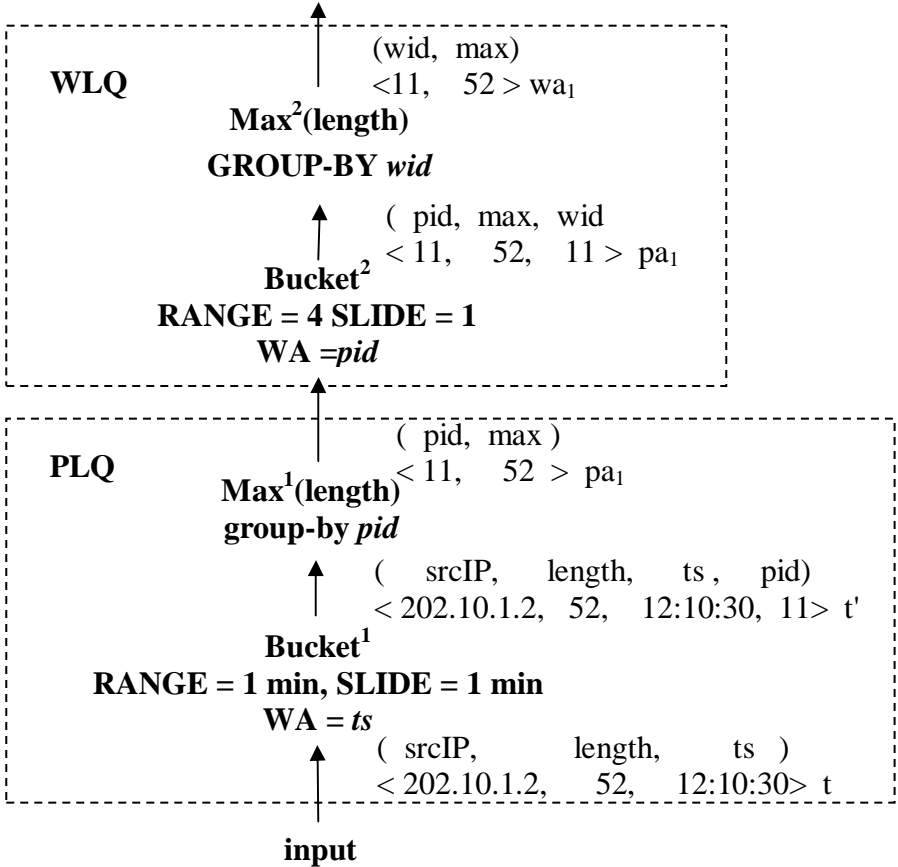 (wid, max)
WLQ
<11, 52 > wa1
Max2(length)
GROUP-BY wid
( pid, max, wid
< 11, 52, 11 > pa1
Bucket2
RANGE = 4 SLIDE = 1
WA =pid
( pid, max )
PLQ
< 11, 52 > pa1
Max1(length)
group-by pid
( srcIP, length, ts , pid)
< 202.10.1.2, 52, 12:10:30, 11> t'
Bucket1
RANGE = 1 min, SLIDE = 1 min
WA = ts
( srcIP, length, ts )
< 202.10.1.2, 52, 12:10:30> t
input